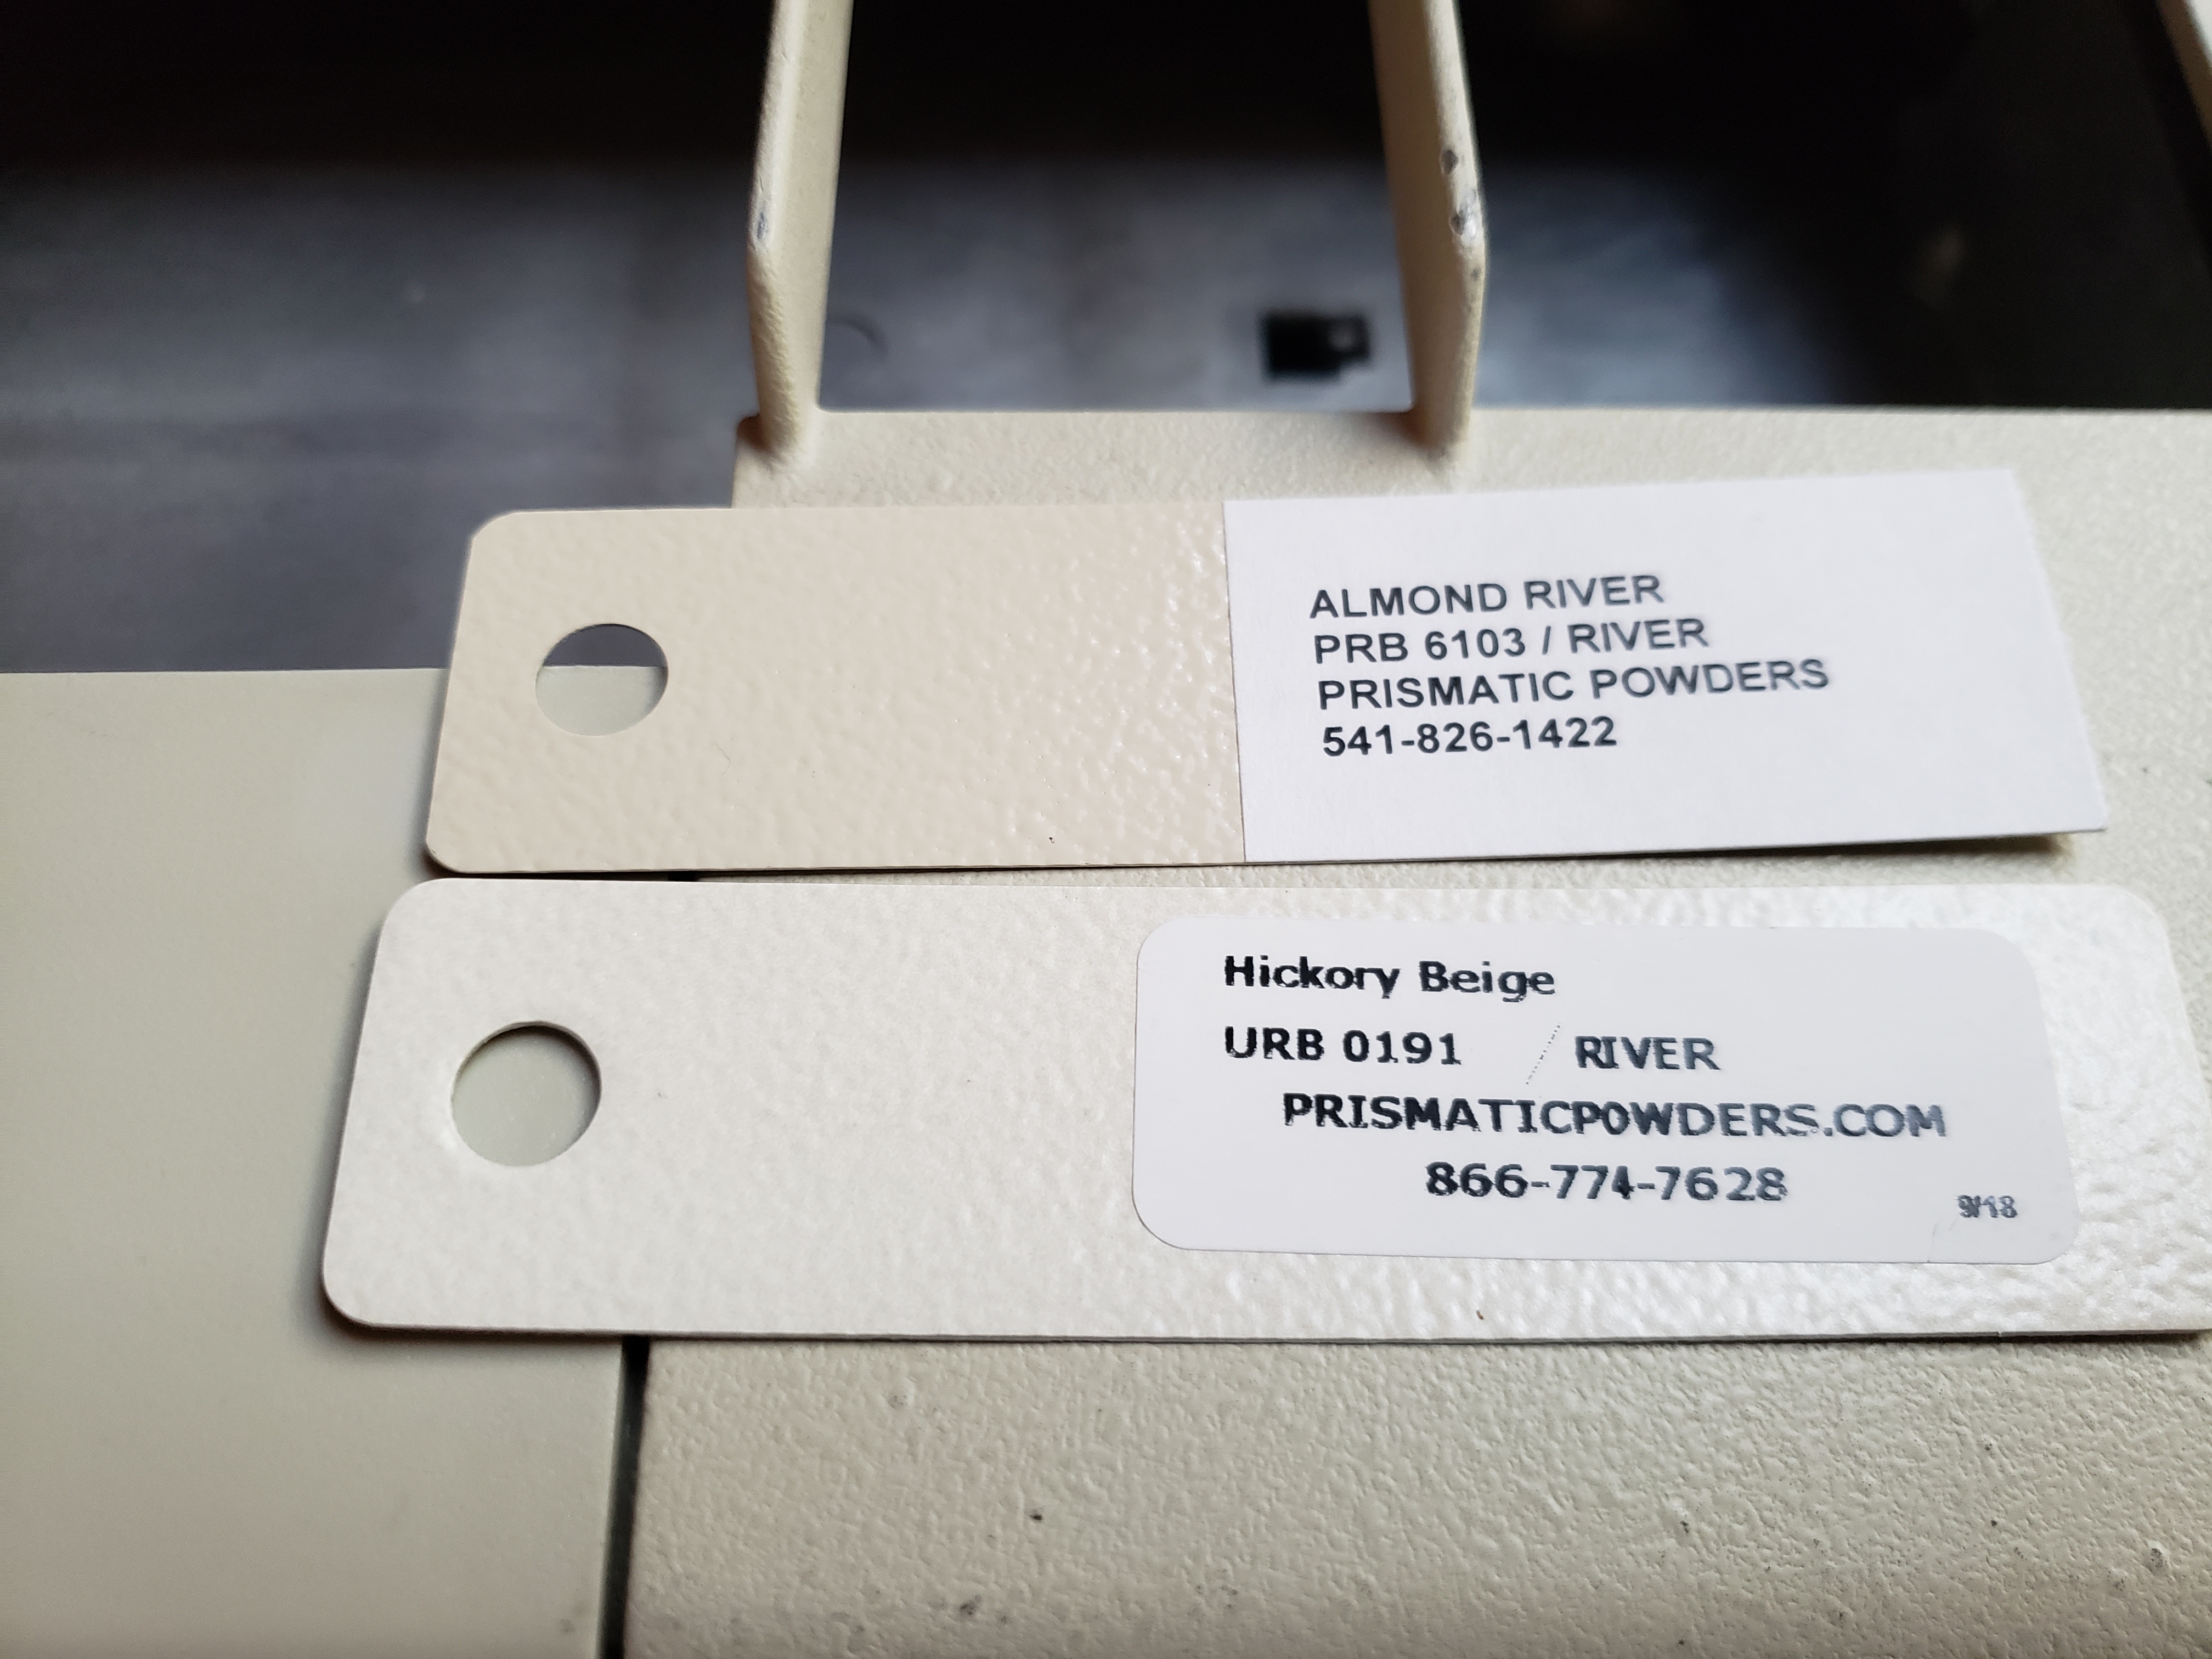 ALMOND RIVER
PRB 6103 / RIVER
PRISMATIC POWDERS
541-826-1422
Hickory Beige
URB 0191 / RIVER
PRISMATICPOWDERS.COM
866-774-7628
9/18